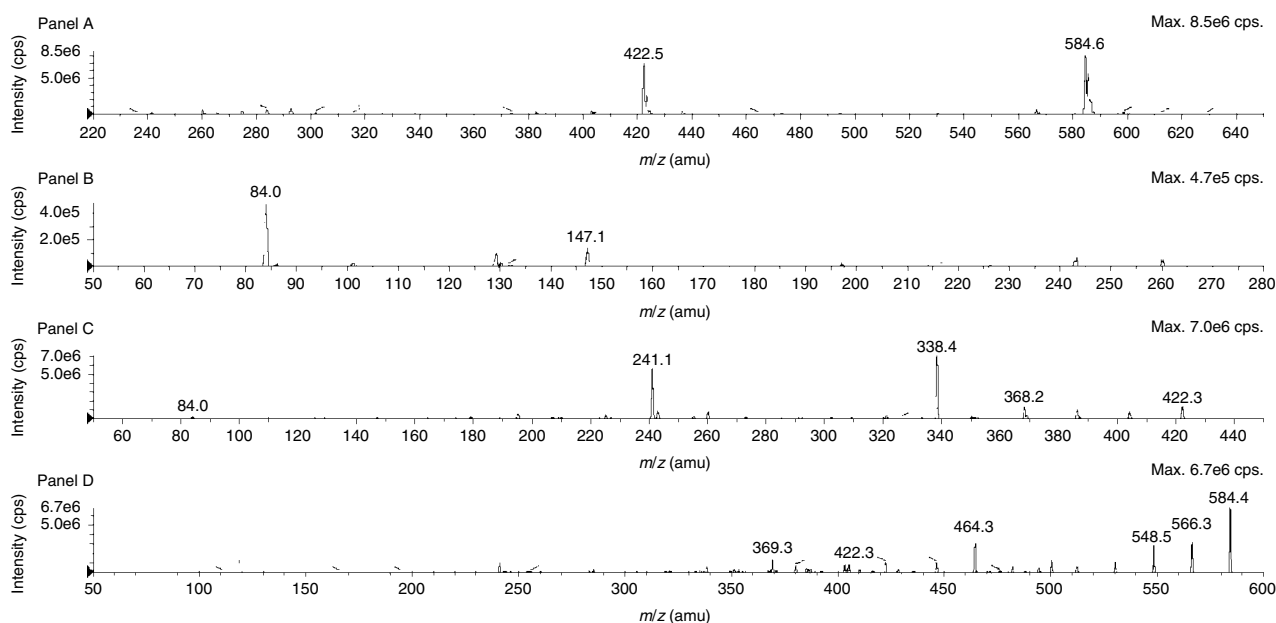 Panel A
Max. 8.5e6 cps.
Intensity (cps)
8.5e6
5.0e6
422.5
584.6
220 240 260 280 300 320 340 360 380 400 420 440 460 480 500 520 540 560 580 600 620 640
m/z (amu)
Panel B
Max. 4.7e5 cps.
Intensity (cps)
4.0e5
2.0e5
84.0
147.1
50 60 70 80 90 100 110 120 130 140 150 160 170 180 190 200 210 220 230 240 250 260 270 280
m/z (amu)
Panel C
Max. 7.0e6 cps.
Intensity (cps)
7.0e6
5.0e6
84.0
241.1
338.4
368.2
422.3
60 80 100 120 140 160 180 200 220 240 260 280 300 320 340 360 380 400 420 440
m/z (amu)
Panel D
Max. 6.7e6 cps.
Intensity (cps)
6.7e6
5.0e6
369.3
422.3
464.3
548.5
566.3
584.4
50 100 150 200 250 300 350 400 450 500 550 600
m/z (amu)